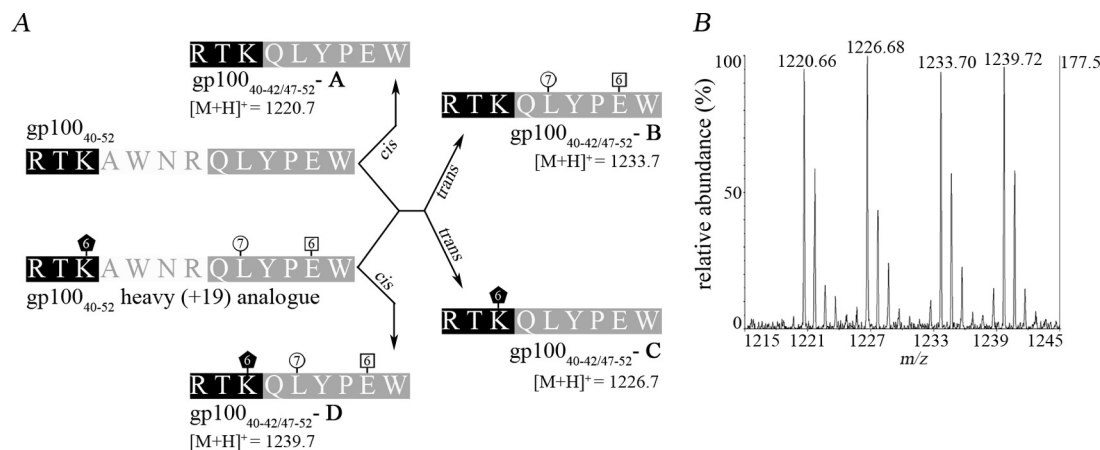 A
RTKQLYPEW
gp100₄₀₋₄₂/₄₇₋₅₂- A
[M+H]⁺ = 1220.7
gp100₄₀₋₅₂
RTKAWNRQLYPEW
cis
trans
7 6
RTKQLYPEW
gp100₄₀₋₄₂/₄₇₋₅₂- B
[M+H]⁺ = 1233.7
6 7 6
RTKAWNRQLYPEW
gp100₄₀₋₅₂ heavy (+19) analogue
cis
trans
6
RTKQLYPEW
gp100₄₀₋₄₂/₄₇₋₅₂- C
[M+H]⁺ = 1226.7
6 7 6
RTKQLYPEW
gp100₄₀₋₄₂/₄₇₋₅₂- D
[M+H]⁺ = 1239.7
B
1220.66 1226.68 1233.70 1239.72 177.5
100
50
0
relative abundance (%)
1215 1221 1227 1233 1239 1245
m/z